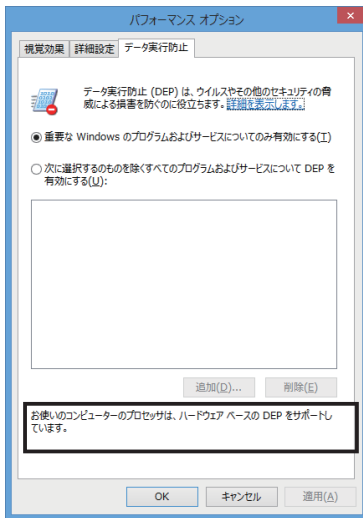 パフォーマンス オプション
視覚効果 詳細設定 データ実行防止
データ実行防止 (DEP) は、ウイルスやその他のセキュリティの脅
威による損害を防ぐのに役立ちます。詳細を表示します。
重要な Windows のプログラムおよびサービスについてのみ有効にする(T)
次に選択するのものを除くすべてのプログラムおよびサービスについて DEP を
有効にする(U):
追加(D)... 削除(E)
お使いのコンピューターのプロセッサは、ハードウェア ベースの DEP をサポートし
ています。
OK キャンセル 適用(A)